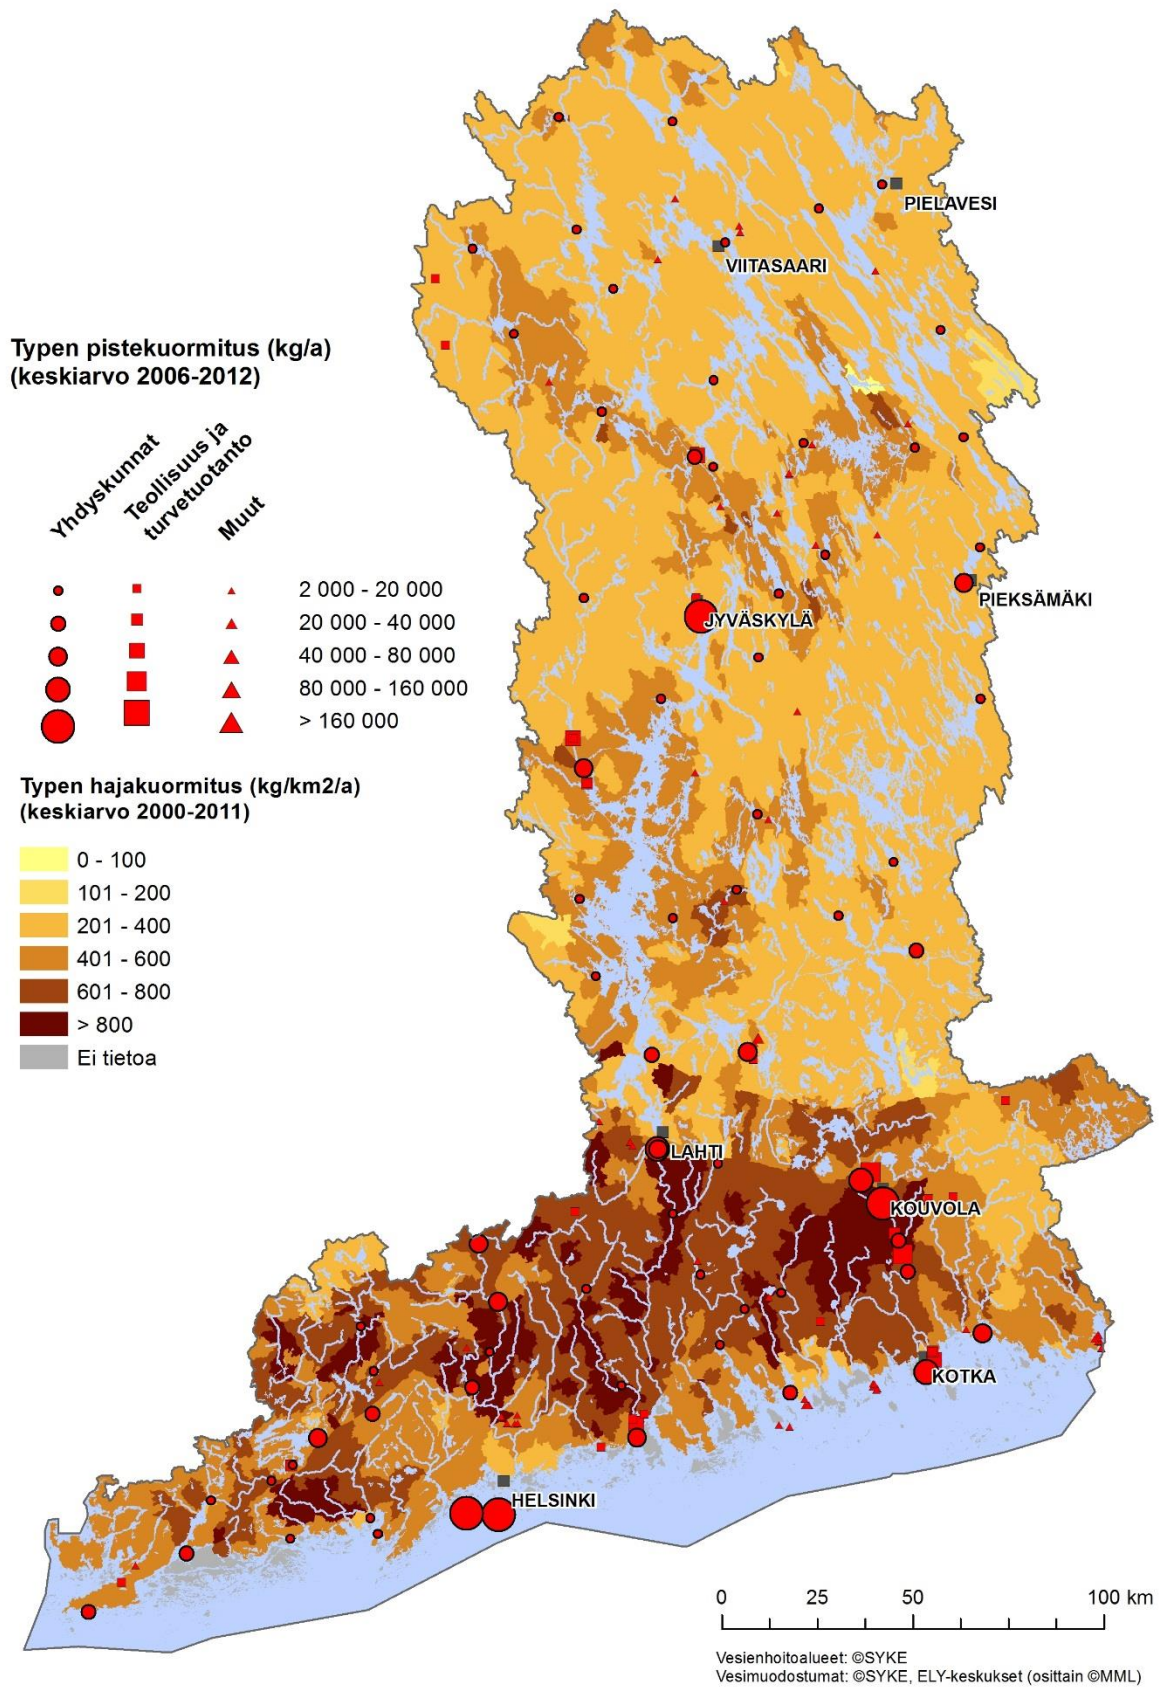 PIELAVESI
VIITASAARI
Typen pistekuormitus (kg/a)
(keskiarvo 2006-2012)
Yhdyskunnat
Teollisuus ja
turvetuotanto
Muut
2 000 - 20 000
20 000 - 40 000
40 000 - 80 000
80 000 - 160 000
> 160 000
PIEKSÄMÄKI
JYVÄSKYLÄ
Typen hajakuormitus (kg/km2/a)
(keskiarvo 2000-2011)
0 - 100
101 - 200
201 - 400
401 - 600
601 - 800
> 800
Ei tietoa
LAHTI
KOUVOLA
KOTKA
HELSINKI
0 25 50 100 km
Vesienhoitoalueet: ©SYKE
Vesimuodostumat: ©SYKE, ELY-keskukset (osittain ©MML)